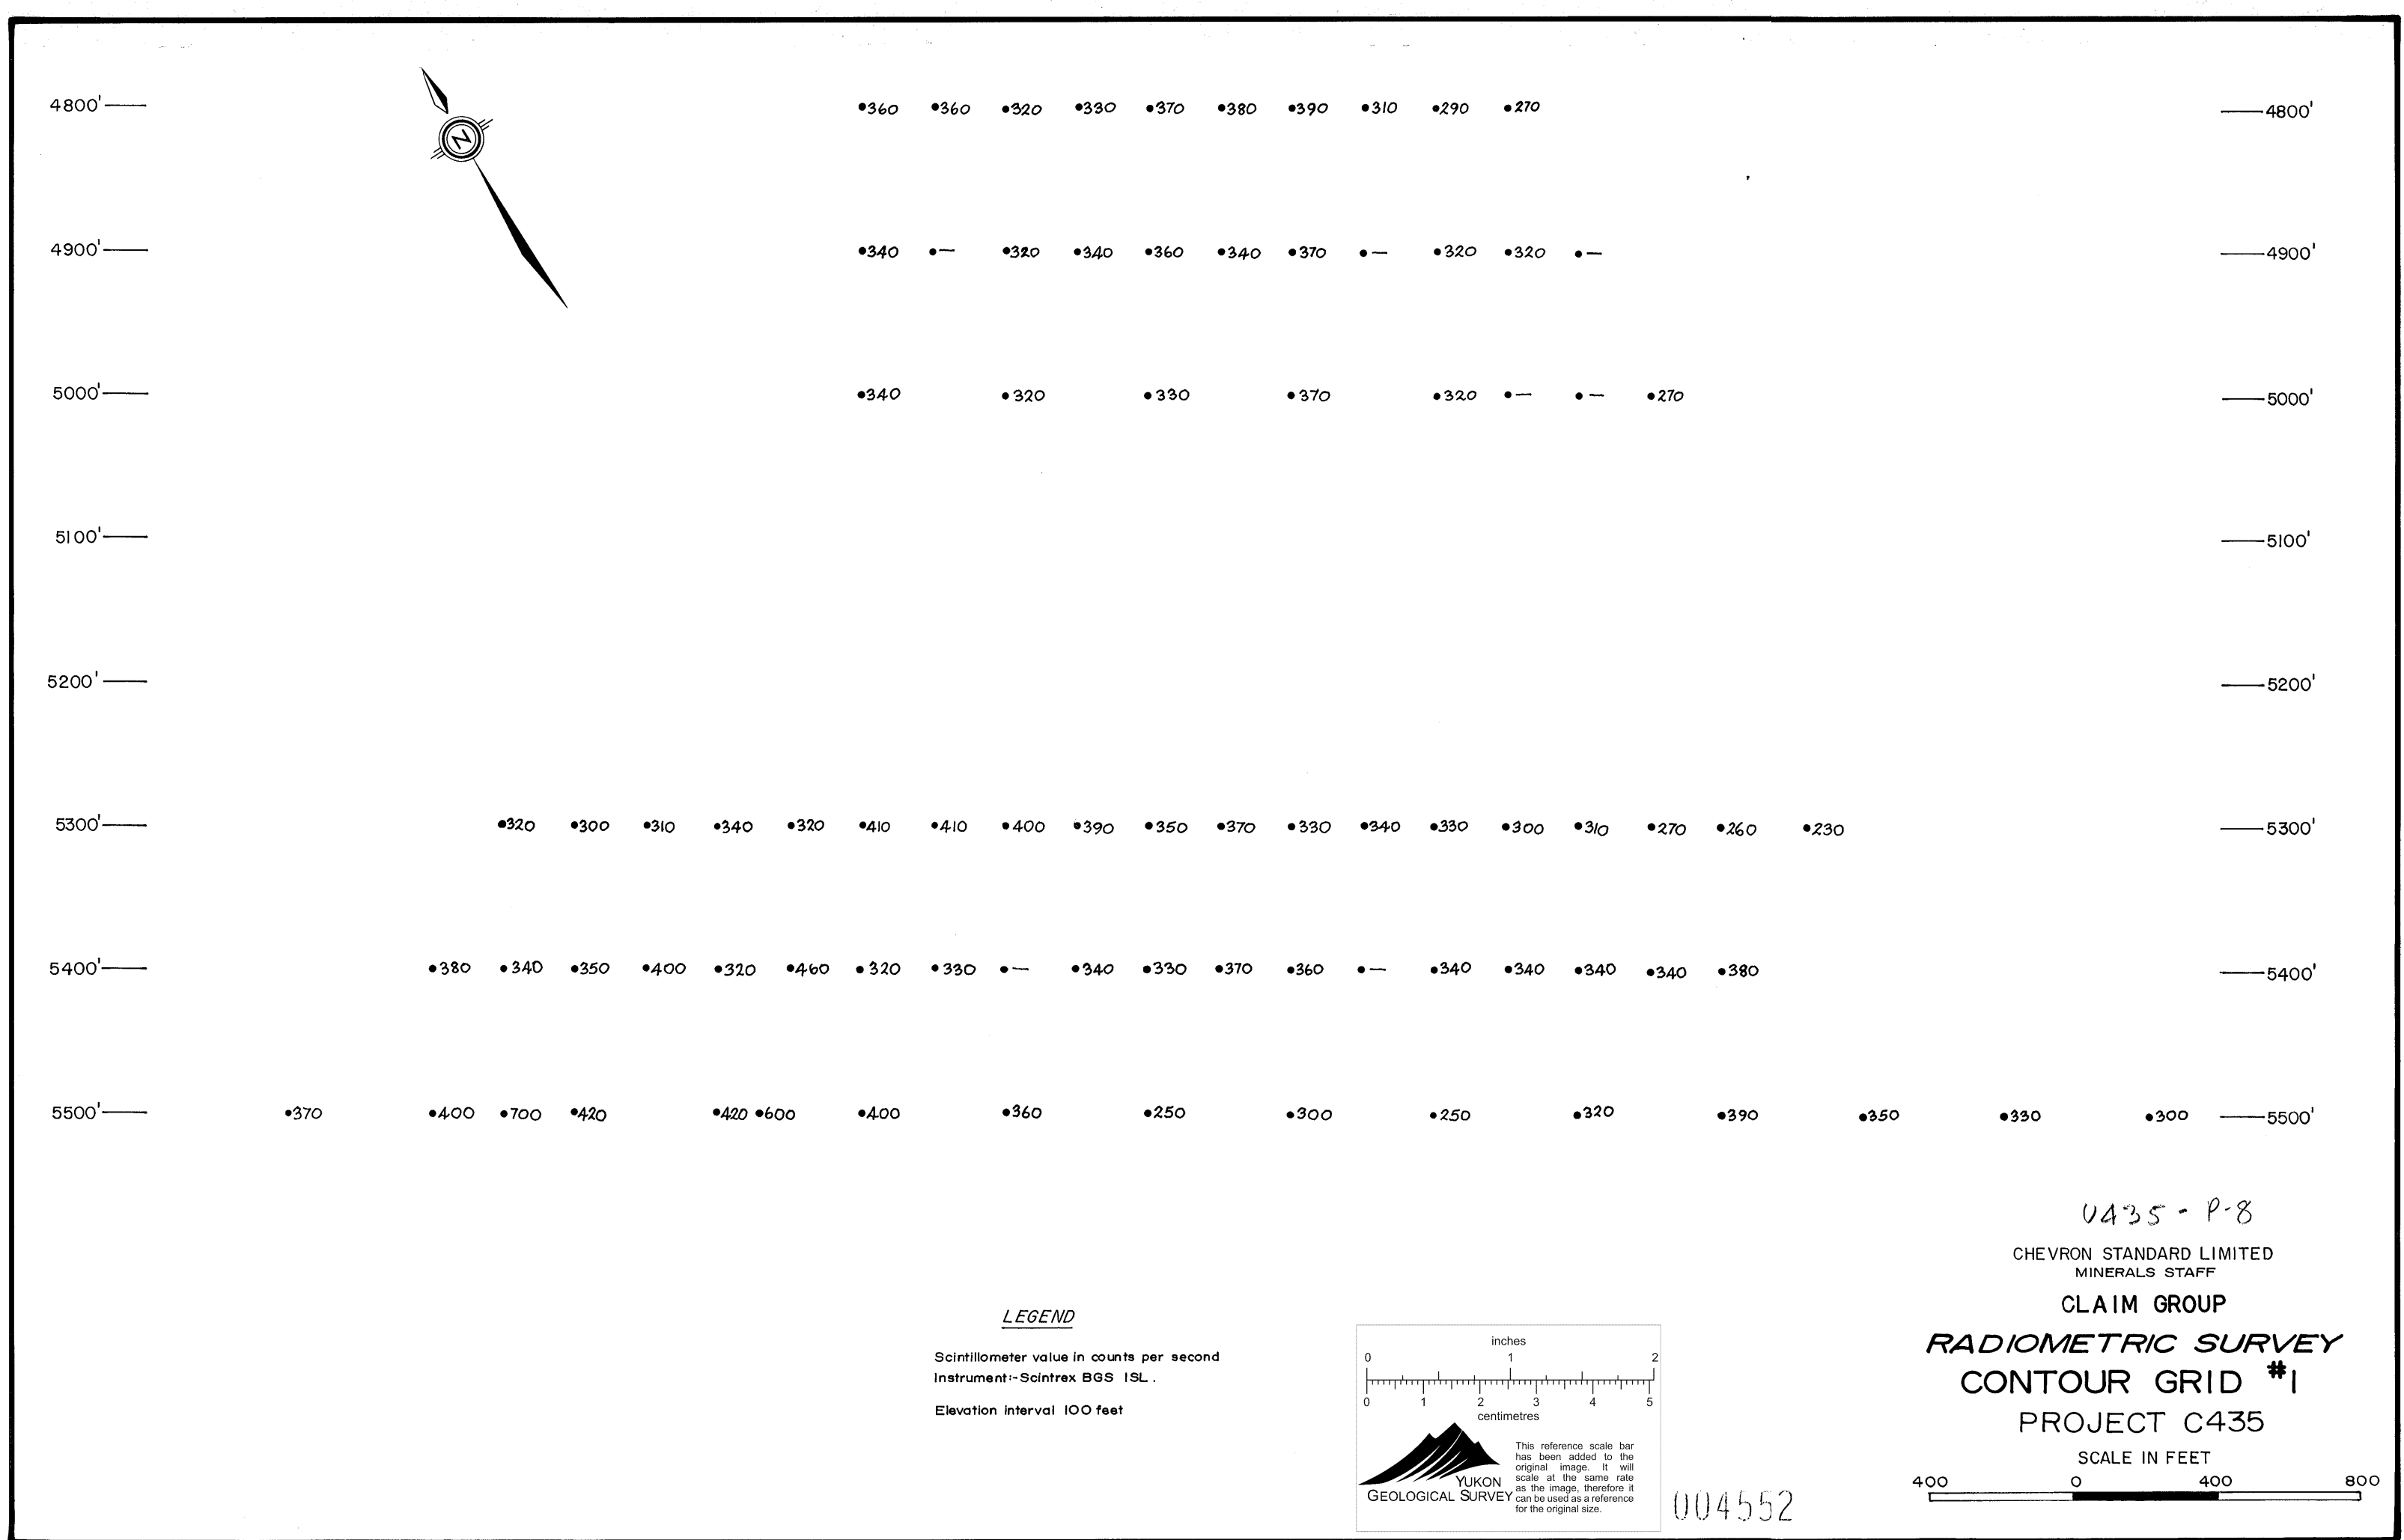 4800' •360 •360 •320 •330 •370 •380 •390 •310 •290 •270 4800'
N
4900' •340 •— •320 •340 •360 •340 •370 •— •320 •320 •— 4900'
5000' •340 •320 •330 •370 •320 •— •— •270 5000'
5100' 5100'
5200' 5200'
5300' •320 •300 •310 •340 •320 •410 •410 •400 •390 •350 •370 •330 •340 •330 •300 •310 •270 •260 •230 5300'
5400' •380 •340 •350 •400 •320 •460 •320 •330 •— •340 •330 •370 •360 •— •340 •340 •340 •340 •380 5400'
5500' •370 •400 •700 •420 •420 •600 •400 •360 •250 •300 •250 •320 •390 •350 •330 •300 5500'
U435 - P-8
CHEVRON STANDARD LIMITED
MINERALS STAFF
CLAIM GROUP
RADIOMETRIC SURVEY
CONTOUR GRID #1
PROJECT C435
SCALE IN FEET
400 0 400 800
LEGEND
Scintillometer value in counts per second
Instrument:-Scintrex BGS 1SL.
Elevation interval 100 feet
inches
0 1 2
0 1 2 3 4 5
centimetres
YUKON
GEOLOGICAL SURVEY
This reference scale bar
has been added to the
original image. It will
scale at the same rate
as the image, therefore it
can be used as a reference
for the original size.
004552